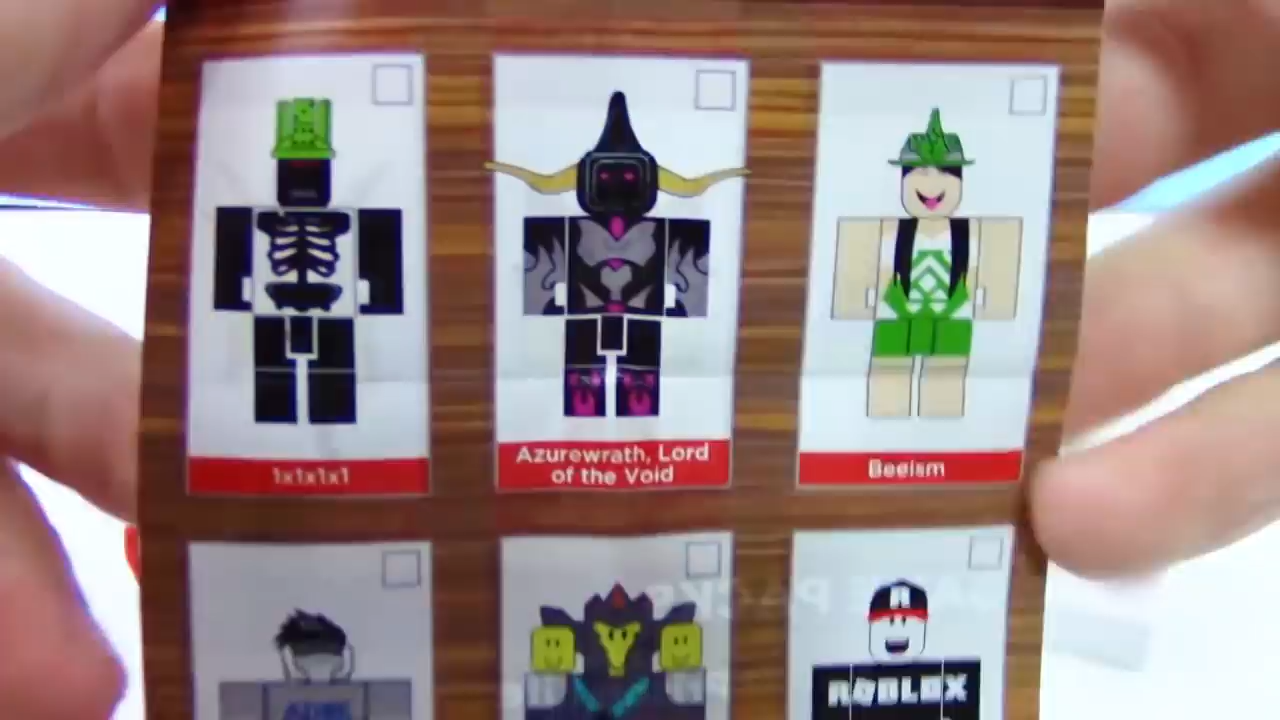 1x1x1x1
Azurewrath, Lord
of the Void
Beeism
R
ROBLOX